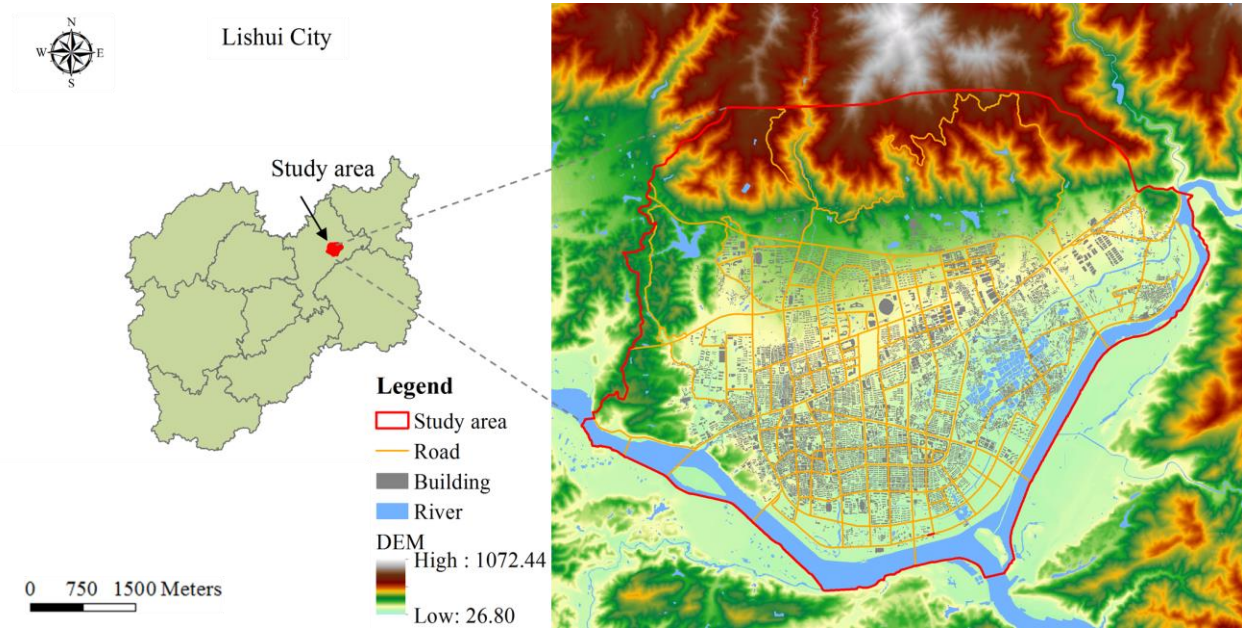 N
W E
S
Lishui City
Study area
Legend
Study area
Road
Building
River
DEM
High : 1072.44
Low: 26.80
0 750 1500 Meters